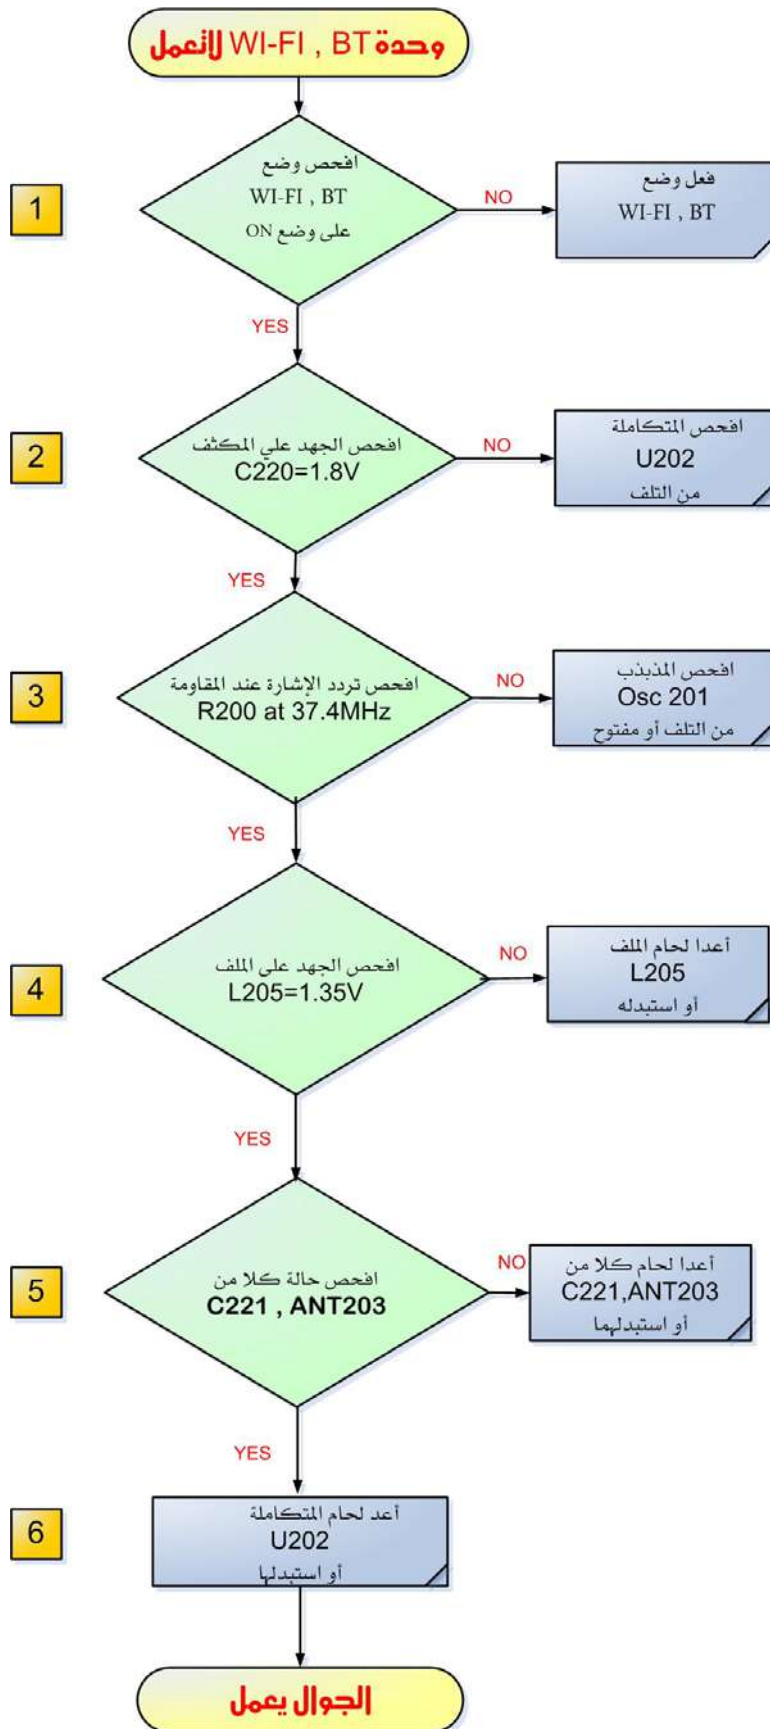 وحدة WI-FI , BT لاتعمل
1
افحص وضع
WI-FI , BT
على وضع ON
NO
فعل وضع
WI-FI , BT
YES
2
افحص الجهد علي المكثف
C220=1.8V
NO
افحص المتكاملة
U202
من التلف
YES
3
افحص تردد الإشارة عند المقاومة
R200 at 37.4MHz
NO
افحص المذبذب
Osc 201
من التلف أو مفتوح
YES
4
افحص الجهد على الملف
L205=1.35V
NO
أعدا لحام الملف
L205
أو استبدله
YES
5
افحص حالة كلا من
C221 , ANT203
NO
أعدا لحام كلا من
C221,ANT203
أو استبدلهما
YES
6
أعد لحام المتكاملة
U202
أو استبدلها
الجوال يعمل